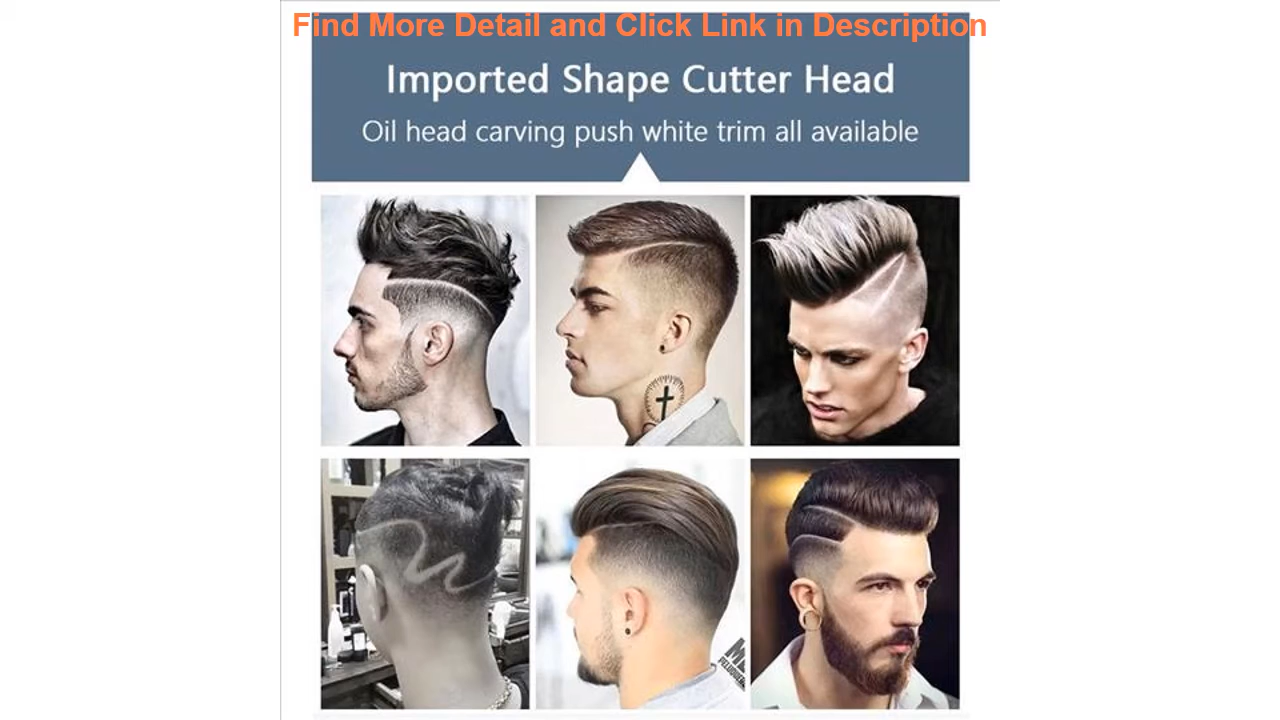 Find More Detail and Click Link in Description
Imported Shape Cutter Head
Oil head carving push white trim all available